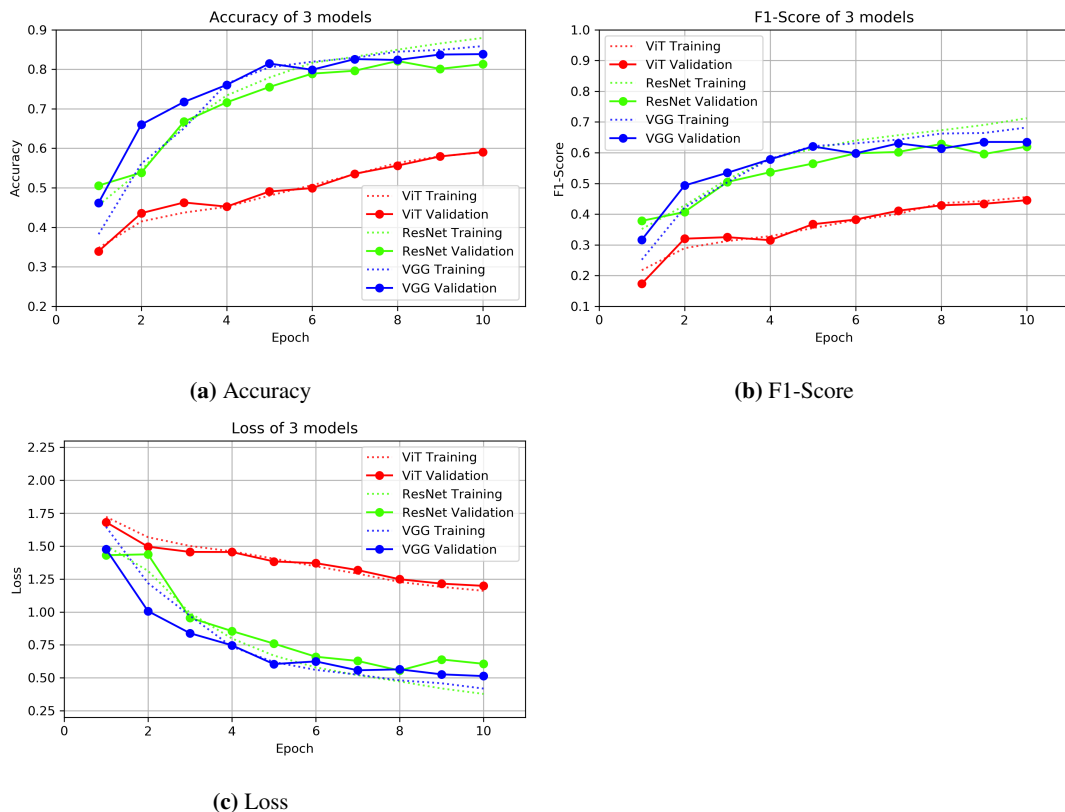 Accuracy of 3 models
0.9
0.8
0.7
0.6
0.5
0.4
0.3
0.2
Accuracy
ViT Training
ViT Validation
ResNet Training
ResNet Validation
VGG Training
VGG Validation
0 2 4 6 8 10
Epoch
(a) Accuracy
F1-Score of 3 models
1.0
0.9
0.8
0.7
0.6
0.5
0.4
0.3
0.2
0.1
F1-Score
ViT Training
ViT Validation
ResNet Training
ResNet Validation
VGG Training
VGG Validation
0 2 4 6 8 10
Epoch
(b) F1-Score
Loss of 3 models
2.25
2.00
1.75
1.50
1.25
1.00
0.75
0.50
0.25
Loss
ViT Training
ViT Validation
ResNet Training
ResNet Validation
VGG Training
VGG Validation
0 2 4 6 8 10
Epoch
(c) Loss